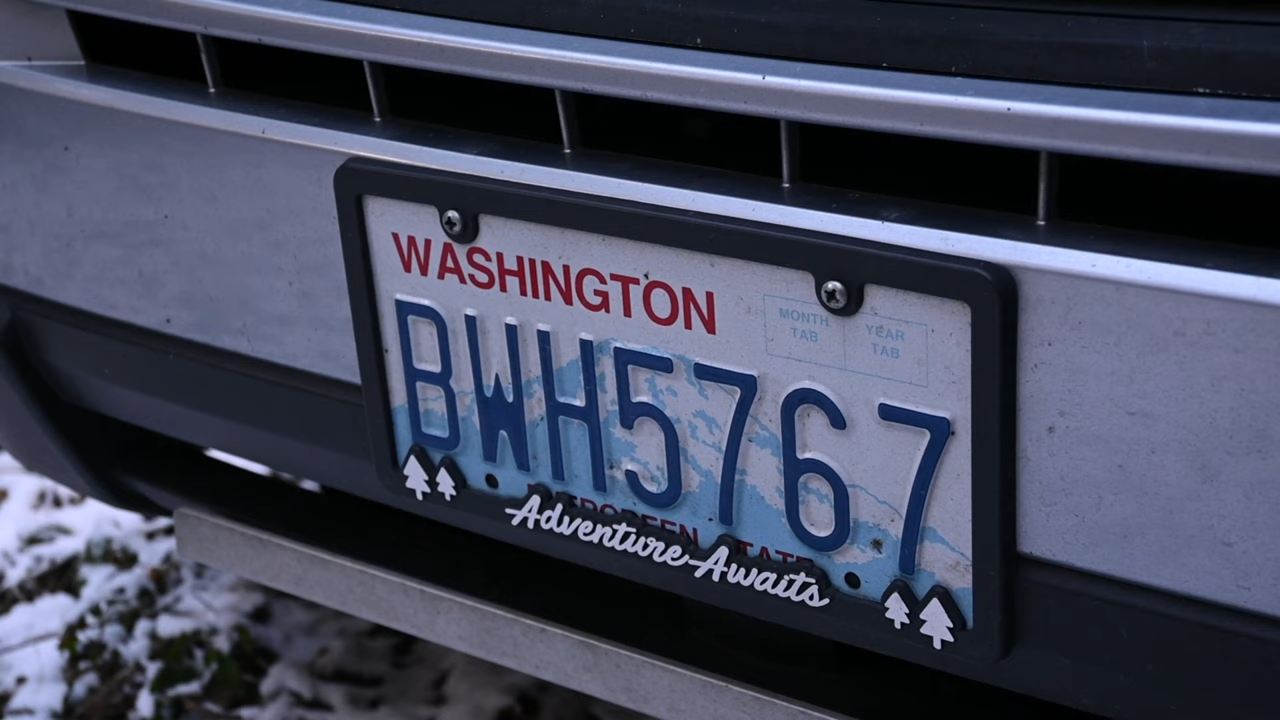 WASHINGTON
MONTH TAB
YEAR TAB
BWH5767
Adventure Awaits